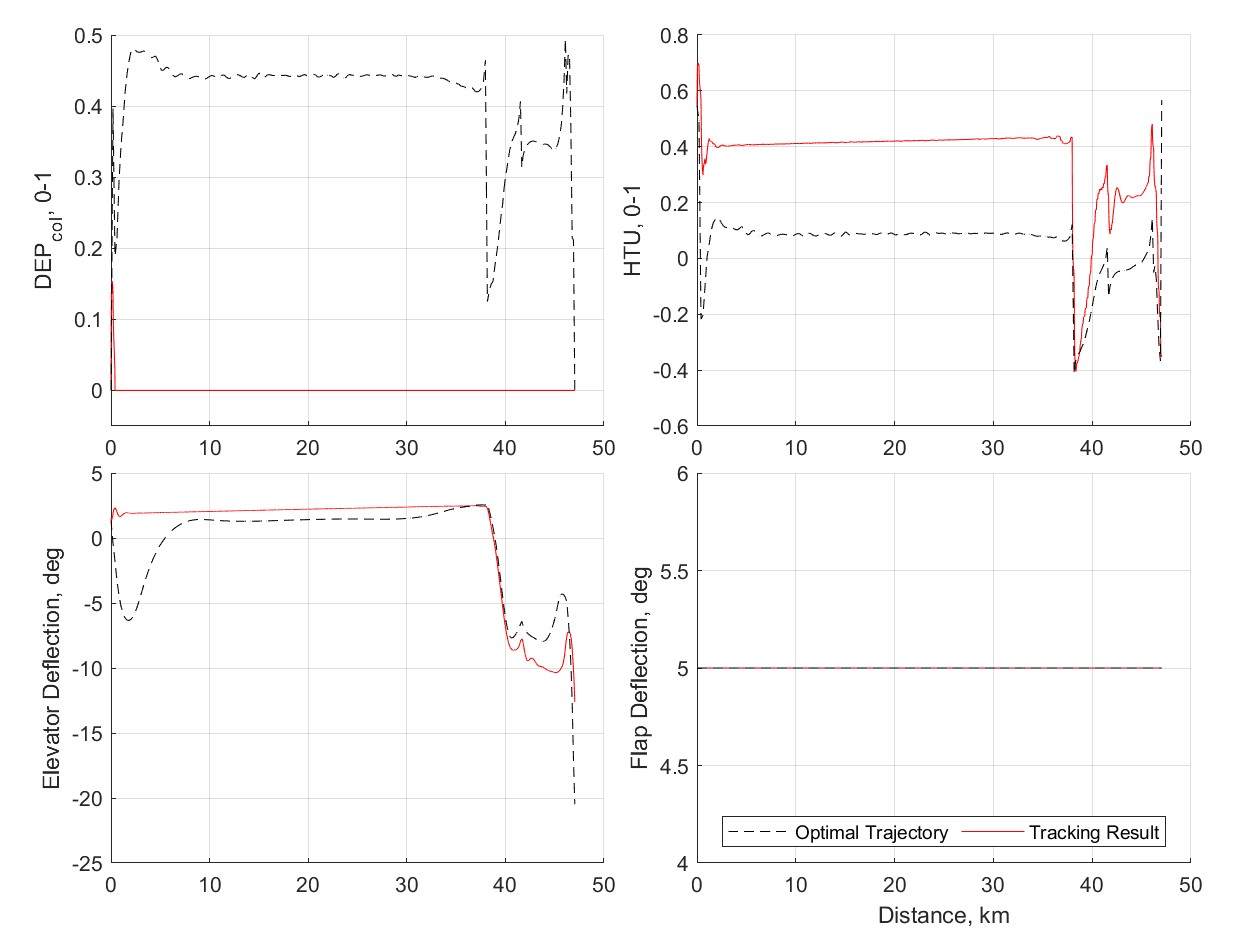 0.5
0.4
0.3
0.2
0.1
0
DEP_col, 0-1
0 10 20 30 40 50
0.8
0.6
0.4
0.2
0
-0.2
-0.4
-0.6
HTU, 0-1
0 10 20 30 40 50
5
0
-5
-10
-15
-20
-25
Elevator Deflection, deg
0 10 20 30 40 50
6
5.5
5
4.5
4
Flap Deflection, deg
Optimal Trajectory Tracking Result
0 10 20 30 40 50
Distance, km